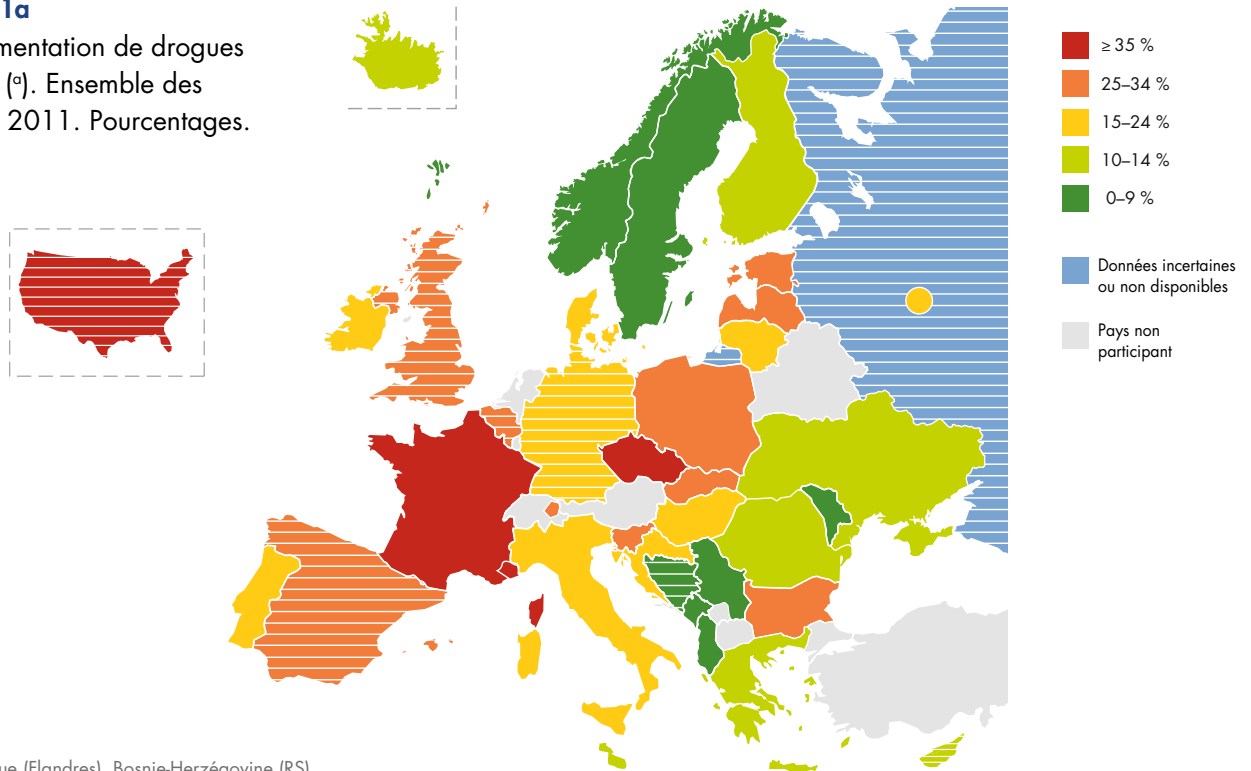 1a
mentation de drogues
(ᵃ). Ensemble des
2011. Pourcentages.
≥ 35 %
25–34 %
15–24 %
10–14 %
0–9 %
Données incertaines
ou non disponibles
Pays non
participant
ue (Flandres), Bosnie-Herzégovine (RS)